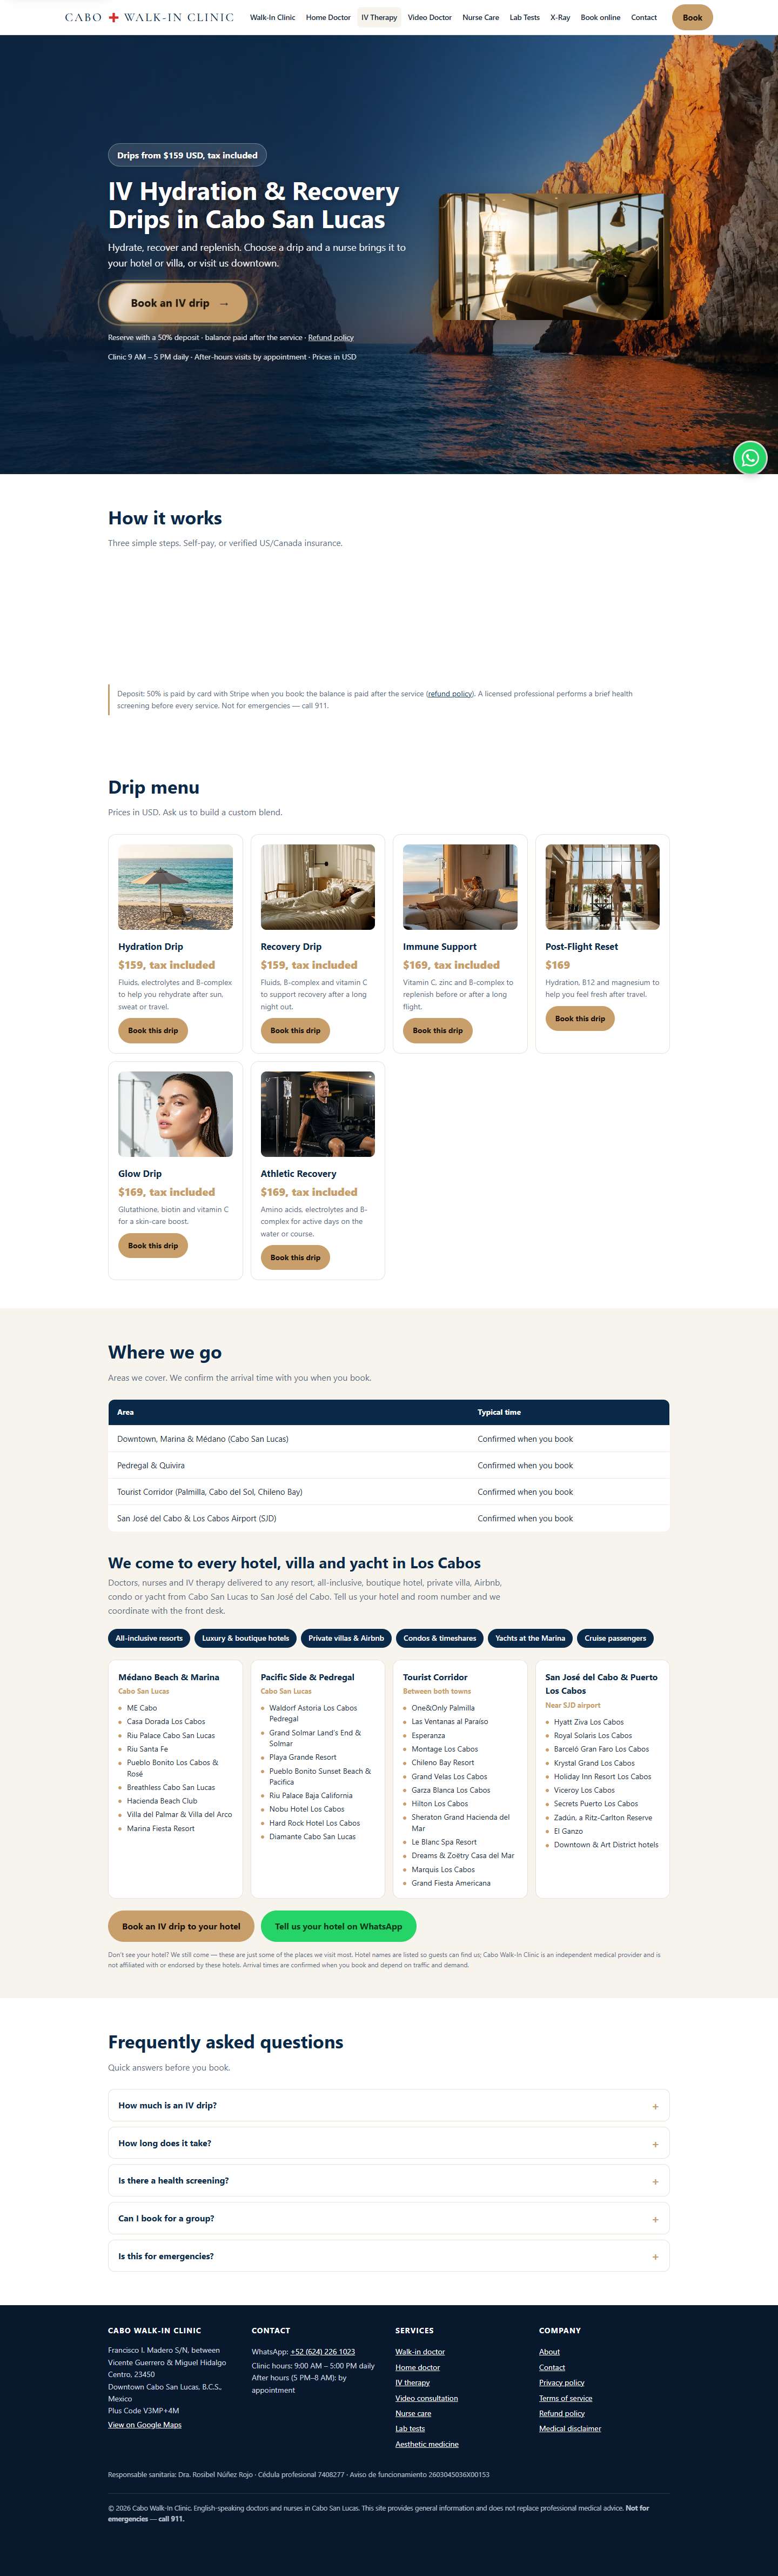 CABO + WALK-IN CLINIC
Walk-In Clinic
Home Doctor
IV Therapy
Video Doctor
Nurse Care
Lab Tests
X-Ray
Book online
Contact
Book
Drips from $159 USD, tax included
IV Hydration & Recovery
Drips in Cabo San Lucas
Hydrate, recover and replenish. Choose a drip and a nurse brings it to
your hotel or villa, or visit us downtown.
Book an IV drip →
Reserve with a 50% deposit · balance paid after the service · Refund policy
Clinic 9 AM – 5 PM daily · After-hours visits by appointment · Prices in USD
How it works
Three simple steps. Self-pay, or verified US/Canada insurance.
Deposit: 50% is paid by card with Stripe when you book; the balance is paid after the service (refund policy). A licensed professional performs a brief health
screening before every service. Not for emergencies — call 911.
Drip menu
Prices in USD. Ask us to build a custom blend.
Hydration Drip
$159, tax included
Fluids, electrolytes and B-complex
to help you rehydrate after sun,
sweat or travel.
Book this drip
Recovery Drip
$159, tax included
Fluids, B-complex and vitamin C
to support recovery after a long
night out.
Book this drip
Immune Support
$169, tax included
Vitamin C, zinc and B-complex to
replenish before or after a long
flight.
Book this drip
Post-Flight Reset
$169
Hydration, B12 and magnesium to
help you feel fresh after travel.
Book this drip
Glow Drip
$169, tax included
Glutathione, biotin and vitamin C
for a skin-care boost.
Book this drip
Athletic Recovery
$169, tax included
Amino acids, electrolytes and B-
complex for active days on the
water or course.
Book this drip
Where we go
Areas we cover. We confirm the arrival time with you when you book.
Area
Typical time
Downtown, Marina & Médano (Cabo San Lucas)
Confirmed when you book
Pedregal & Quivira
Confirmed when you book
Tourist Corridor (Palmilla, Cabo del Sol, Chileno Bay)
Confirmed when you book
San José del Cabo & Los Cabos Airport (SJD)
Confirmed when you book
We come to every hotel, villa and yacht in Los Cabos
Doctors, nurses and IV therapy delivered to any resort, all-inclusive, boutique hotel, private villa, Airbnb,
condo or yacht from Cabo San Lucas to San José del Cabo. Tell us your hotel and room number and we
coordinate with the front desk.
All-inclusive resorts
Luxury & boutique hotels
Private villas & Airbnb
Condos & timeshares
Yachts at the Marina
Cruise passengers
Médano Beach & Marina
Cabo San Lucas
ME Cabo
Casa Dorada Los Cabos
Riu Palace Cabo San Lucas
Riu Santa Fe
Pueblo Bonito Los Cabos &
Rosé
Breathless Cabo San Lucas
Hacienda Beach Club
Villa del Palmar & Villa del Arco
Marina Fiesta Resort
Pacific Side & Pedregal
Cabo San Lucas
Waldorf Astoria Los Cabos
Pedregal
Grand Solmar Land's End &
Solmar
Playa Grande Resort
Pueblo Bonito Sunset Beach &
Pacifica
Riu Palace Baja California
Nobu Hotel Los Cabos
Hard Rock Hotel Los Cabos
Diamante Cabo San Lucas
Tourist Corridor
Between both towns
One&Only Palmilla
Las Ventanas al Paraíso
Esperanza
Montage Los Cabos
Chileno Bay Resort
Grand Velas Los Cabos
Garza Blanca Los Cabos
Hilton Los Cabos
Sheraton Grand Hacienda del
Mar
Le Blanc Spa Resort
Dreams & Zoëtry Casa del Mar
Marquis Los Cabos
Grand Fiesta Americana
San José del Cabo & Puerto
Los Cabos
Near SJD airport
Hyatt Ziva Los Cabos
Royal Solaris Los Cabos
Barceló Gran Faro Los Cabos
Krystal Grand Los Cabos
Holiday Inn Resort Los Cabos
Viceroy Los Cabos
Secrets Puerto Los Cabos
Zadún, a Ritz-Carlton Reserve
El Ganzo
Downtown & Art District hotels
Book an IV drip to your hotel
Tell us your hotel on WhatsApp
Don't see your hotel? We still come — these are just some of the places we visit most. Hotel names are listed so guests can find us; Cabo Walk-In Clinic is an independent medical provider and is
not affiliated with or endorsed by these hotels. Arrival times are confirmed when you book and depend on traffic and demand.
Frequently asked questions
Quick answers before you book.
How much is an IV drip? +
How long does it take? +
Is there a health screening? +
Can I book for a group? +
Is this for emergencies? +
CABO WALK-IN CLINIC
Francisco I. Madero S/N, between
Vicente Guerrero & Miguel Hidalgo
Centro, 23450
Downtown Cabo San Lucas, B.C.S.,
Mexico
Plus Code V3MP+4M
View on Google Maps
CONTACT
WhatsApp: +52 (624) 226 1023
Clinic hours: 9:00 AM – 5:00 PM daily
After hours (5 PM–8 AM): by
appointment
SERVICES
Walk-in doctor
Home doctor
IV therapy
Video consultation
Nurse care
Lab tests
Aesthetic medicine
COMPANY
About
Contact
Privacy policy
Terms of service
Refund policy
Medical disclaimer
Responsable sanitaria: Dra. Rosibel Núñez Rojo · Cédula profesional 7408277 · Aviso de funcionamiento 2603045036X00153
© 2026 Cabo Walk-In Clinic. English-speaking doctors and nurses in Cabo San Lucas. This site provides general information and does not replace professional medical advice. Not for
emergencies — call 911.